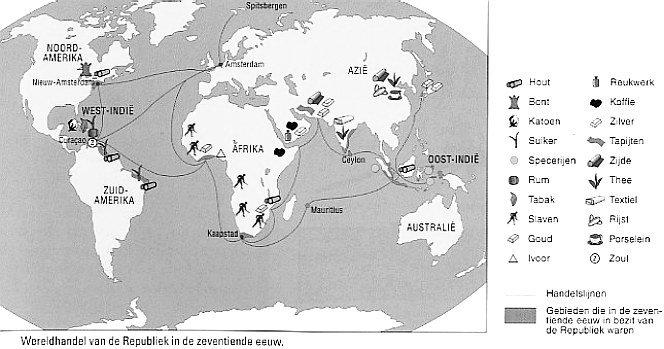 Spitsbergen
NOORD-
AMERIKA
Nieuw-Amsterdam
Amsterdam
AZIË
WEST-INDIË
Curaçao
AFRIKA
Ceylon
OOST-INDIË
ZUID-
AMERIKA
Mauritius
Kaapstad
AUSTRALIË
Hout
Bont
Katoen
Suiker
Specerijen
Rum
Tabak
Slaven
Goud
Ivoor
Reukwerk
Koffie
Zilver
Tapijten
Zijde
Thee
Textiel
Rijst
Porselein
Zout
Handelslijnen
Gebieden die in de zeven-
tiende eeuw in bezit van
de Republiek waren
Wereldhandel van de Republiek in de zeventiende eeuw.